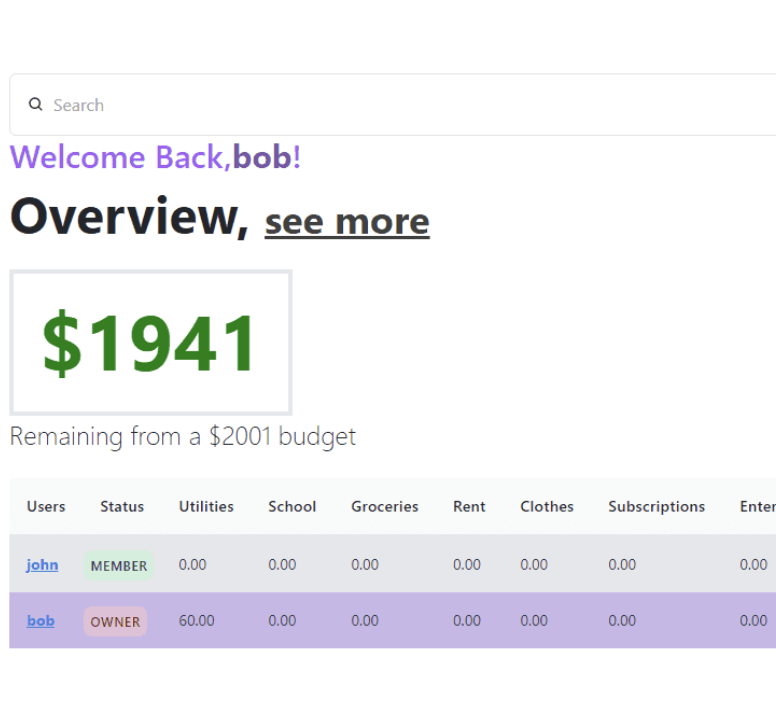 Search
Welcome Back,bob!
Overview, see more
$1941
Remaining from a $2001 budget
Users Status Utilities School Groceries Rent Clothes Subscriptions Enter
john MEMBER 0.00 0.00 0.00 0.00 0.00 0.00 0.00
bob OWNER 60.00 0.00 0.00 0.00 0.00 0.00 0.00